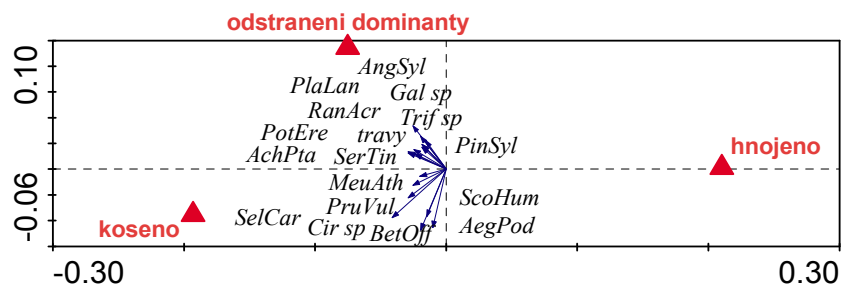 odstraneni dominanty
0.10
AngSyl
PlaLan
Gal sp
RanAcr
Trif sp
PotEre
travy
PinSyl
hnojeno
AchPta
SerTin
MeuAth
-0.06
PruVul
ScoHum
koseno
SelCar
Cir sp
BetOff
AegPod
-0.30
0.30